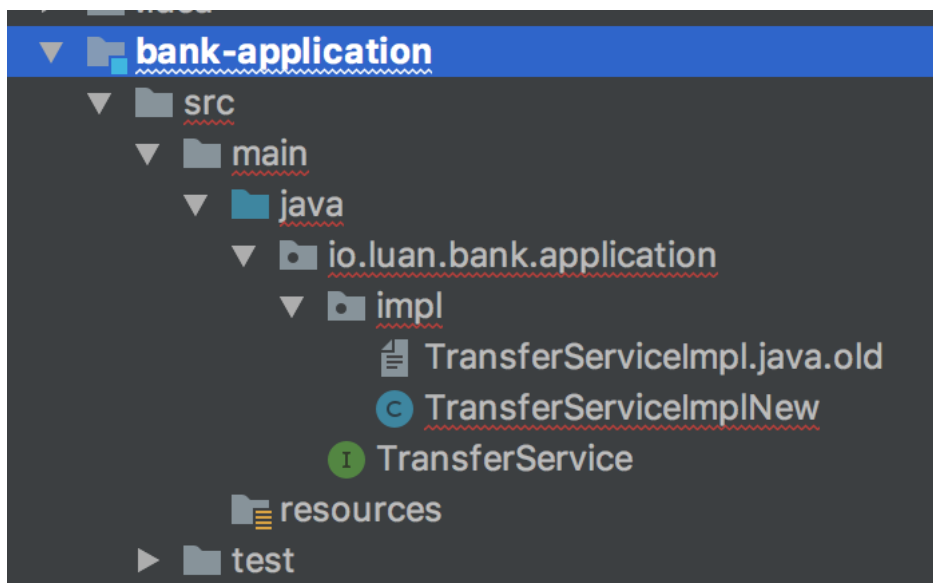 bank-application
src
main
java
io.luan.bank.application
impl
TransferServiceImpl.java.old
C TransferServiceImplNew
I TransferService
resources
test